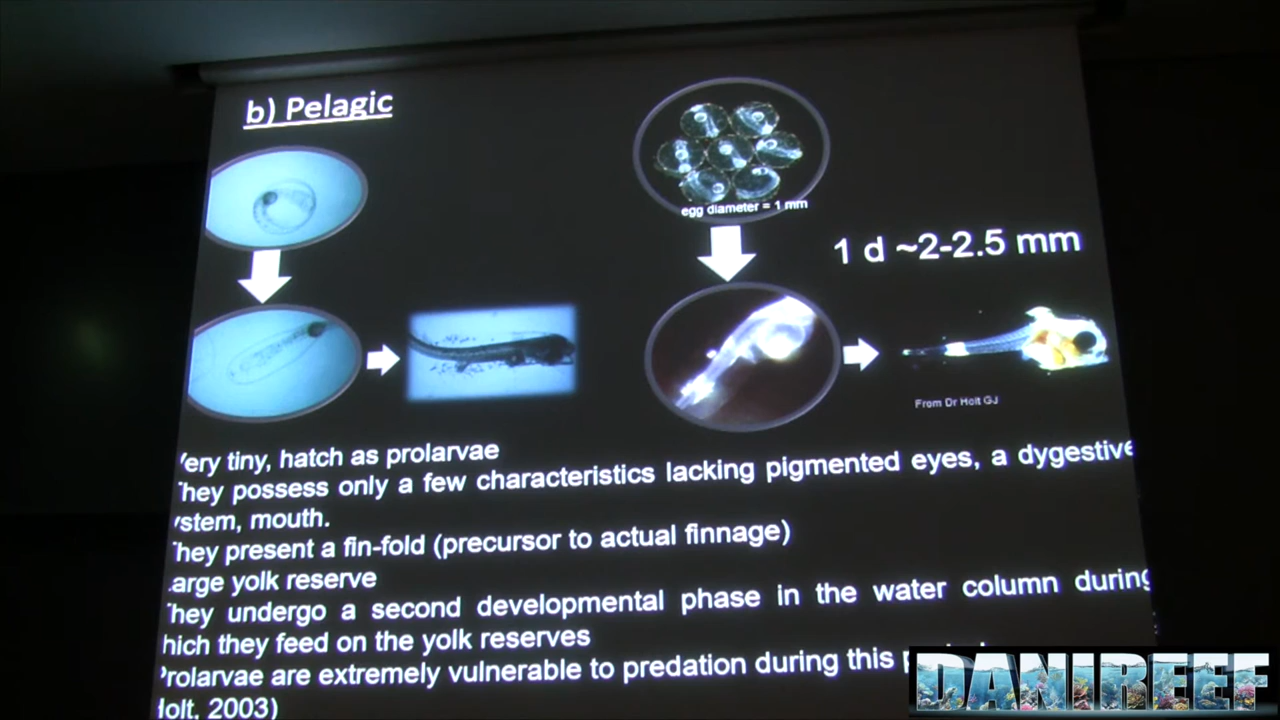 b) Pelagic
egg diameter = 1 mm
1 d ~2-2.5 mm
From Dr Holt GJ
ery tiny, hatch as prolarvae
hey possess only a few characteristics lacking pigmented eyes, a dygestive
ystem, mouth.
hey present a fin-fold (precursor to actual finnage)
arge yolk reserve
hey undergo a second developmental phase in the water column during
hich they feed on the yolk reserves
Prolarvae are extremely vulnerable to predation during this
olt, 2003)
DANIREEF